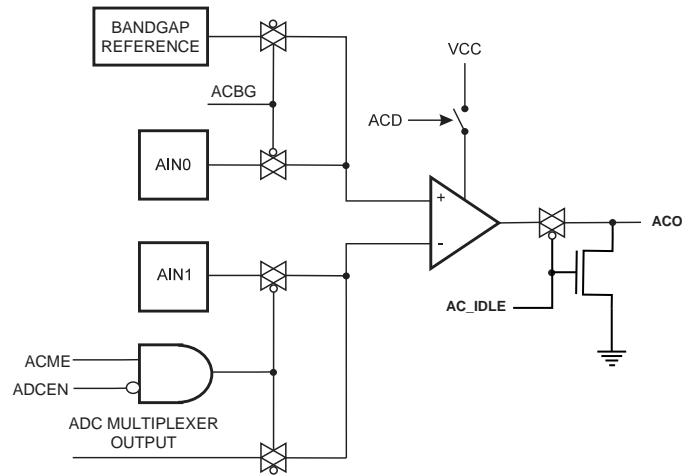 BANDGAP
REFERENCE
VCC
ACBG
ACD
AIN0
+
-
ACO
AIN1
AC_IDLE
ACME
ADCEN
ADC MULTIPLEXER
OUTPUT